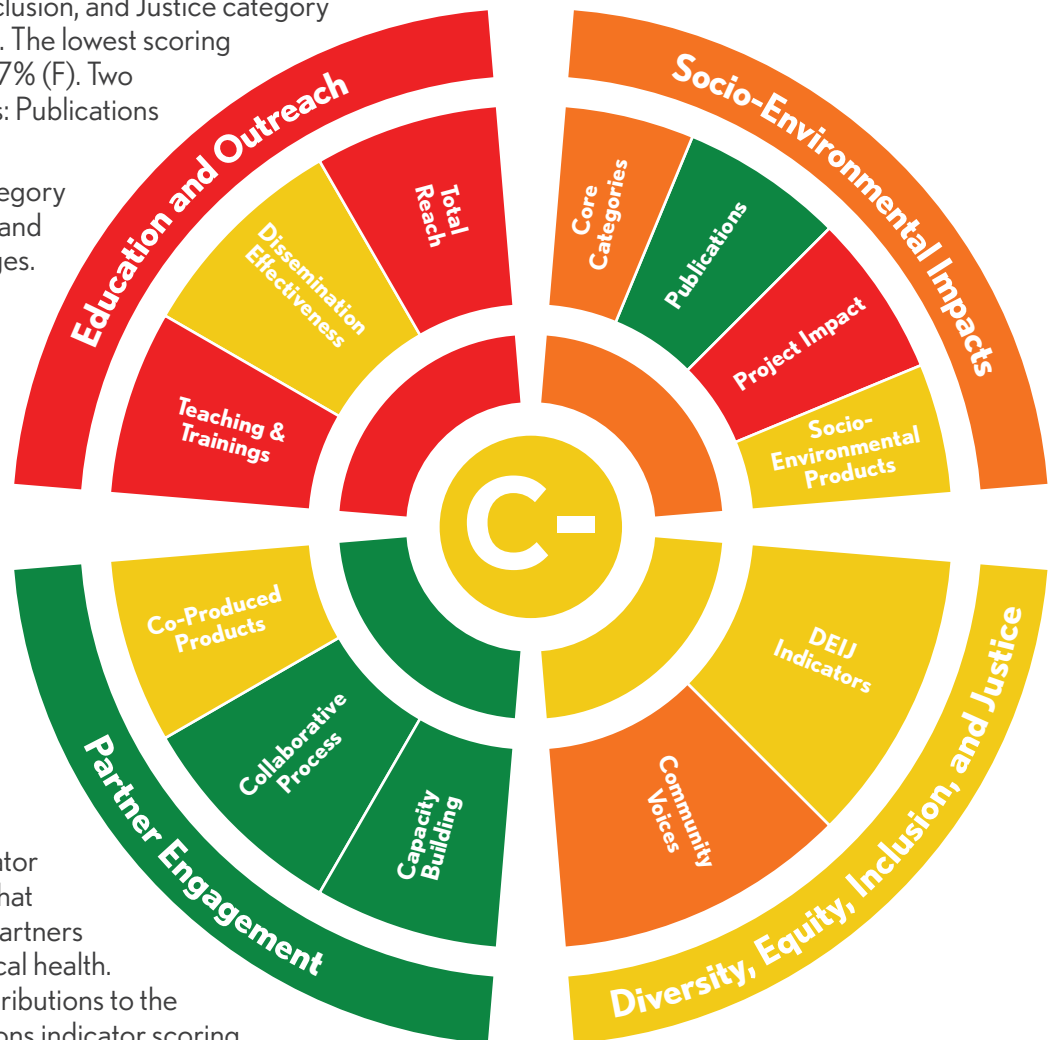 clusion, and Justice category
. The lowest scoring
7% (F). Two
s: Publications
egory
and
ges.
Education and Outreach
Total
Reach
Dissemination
Effectiveness
Teaching &
Trainings
Socio-Environmental Impacts
Core
Categories
Publications
Project Impact
Socio-
Environmental
Products
C-
Co-Produced
Products
Collaborative
Process
Capacity
Building
Partner Engagement
DEIJ
Indicators
Community
Voices
Diversity, Equity, Inclusion, and Justice
ator
hat
artners
cal health.
ributions to the
ons indicator scoring